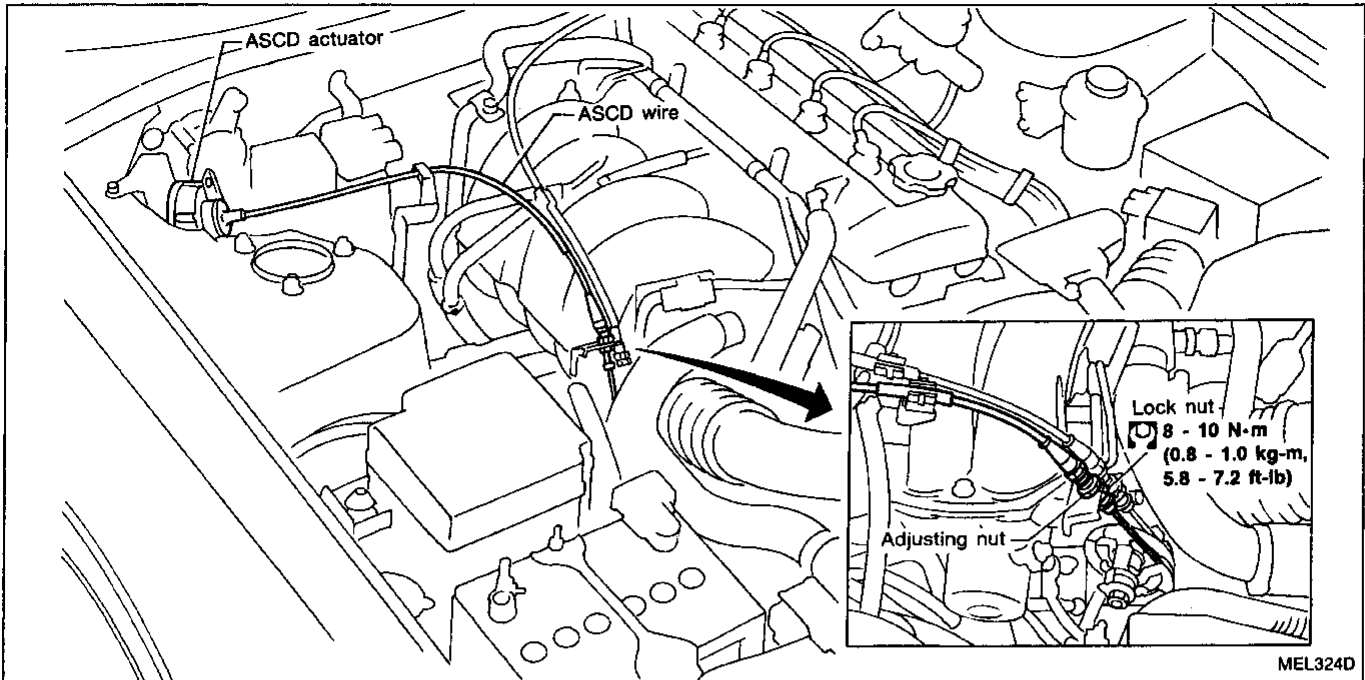 ASCD actuator
ASCD wire
Lock nut
8 - 10 N·m
(0.8 - 1.0 kg-m,
5.8 - 7.2 ft-lb)
Adjusting nut
MEL324D